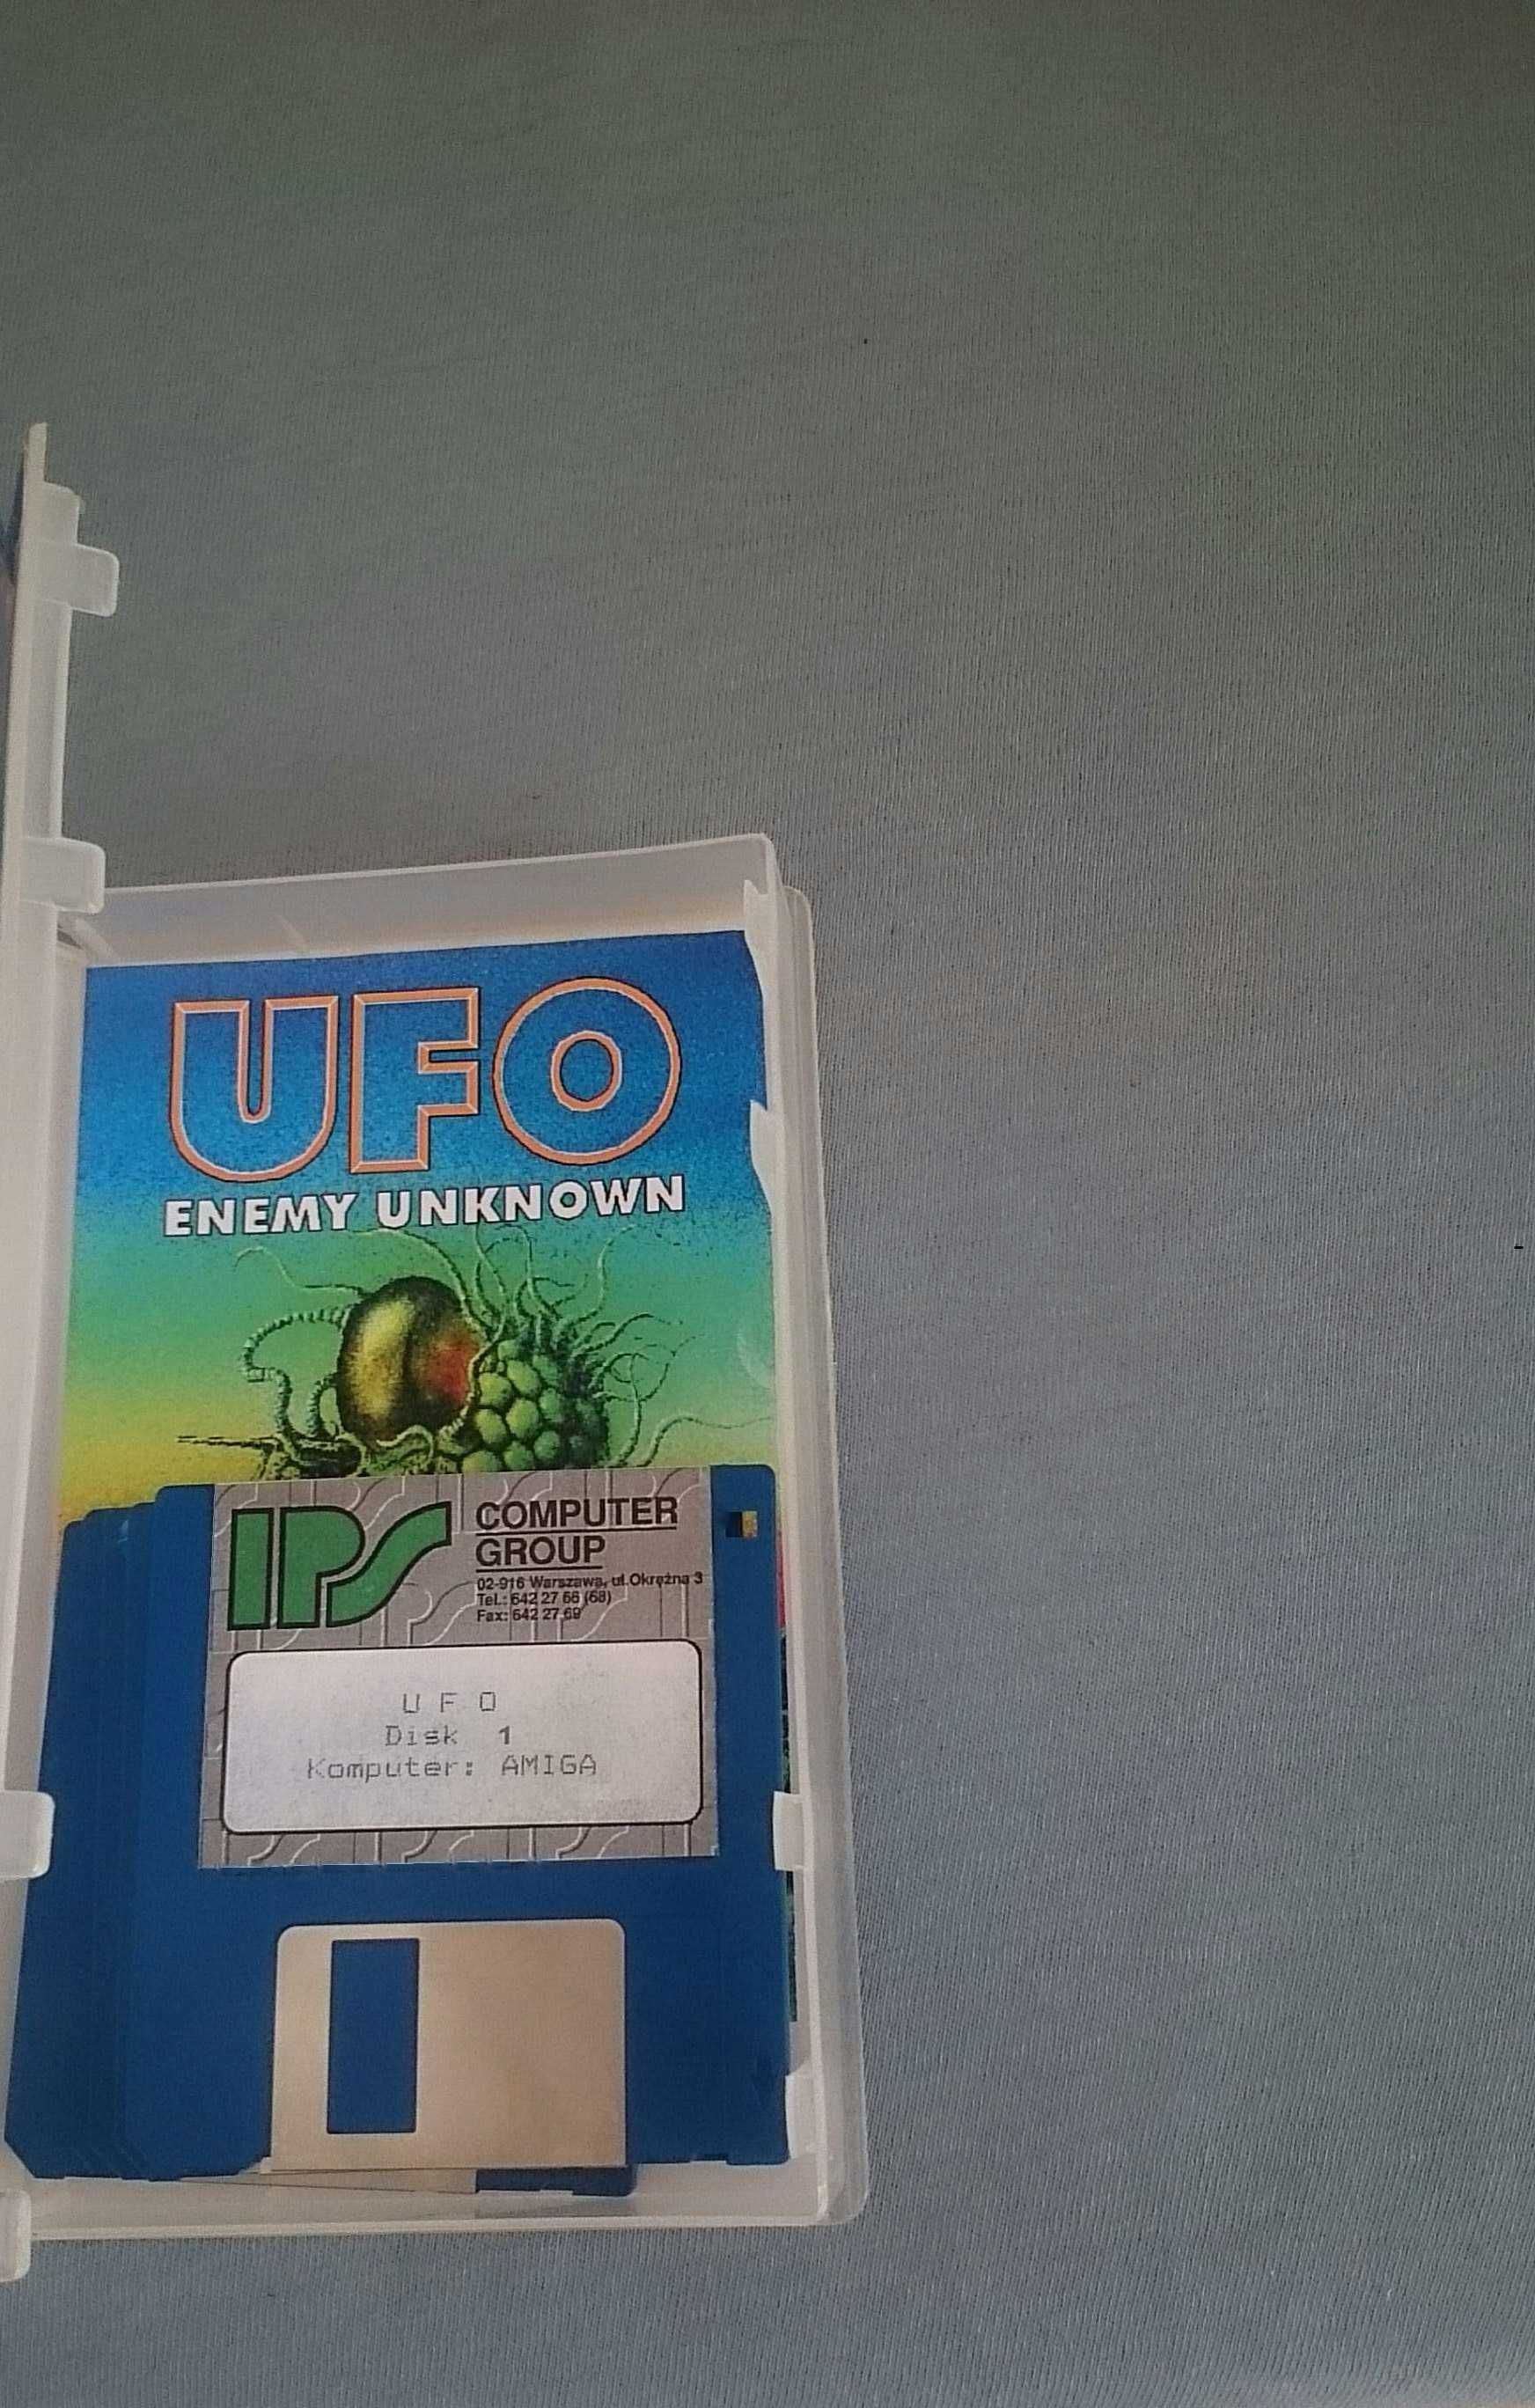 UFO
ENEMY UNKNOWN
IPS
COMPUTER
GROUP
02-916 Warszawa, ul.Okrężna 3
Tel.: 642 27 66 (68)
Fax: 642 27 69
U F O
Disk 1
Komputer: AMIGA